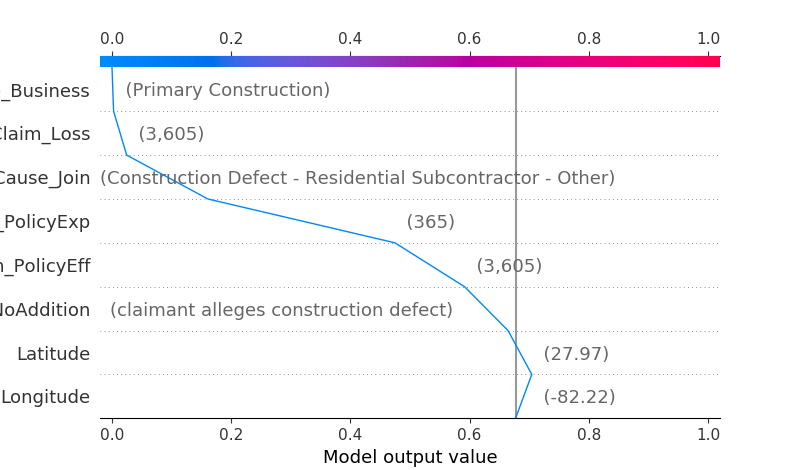 0.0 0.2 0.4 0.6 0.8 1.0
_Business (Primary Construction)
Claim_Loss (3,605)
Cause_Join (Construction Defect - Residential Subcontractor - Other)
_PolicyExp (365)
_PolicyEff (3,605)
NoAddition (claimant alleges construction defect)
Latitude (27.97)
Longitude (-82.22)
0.0 0.2 0.4 0.6 0.8 1.0
Model output value